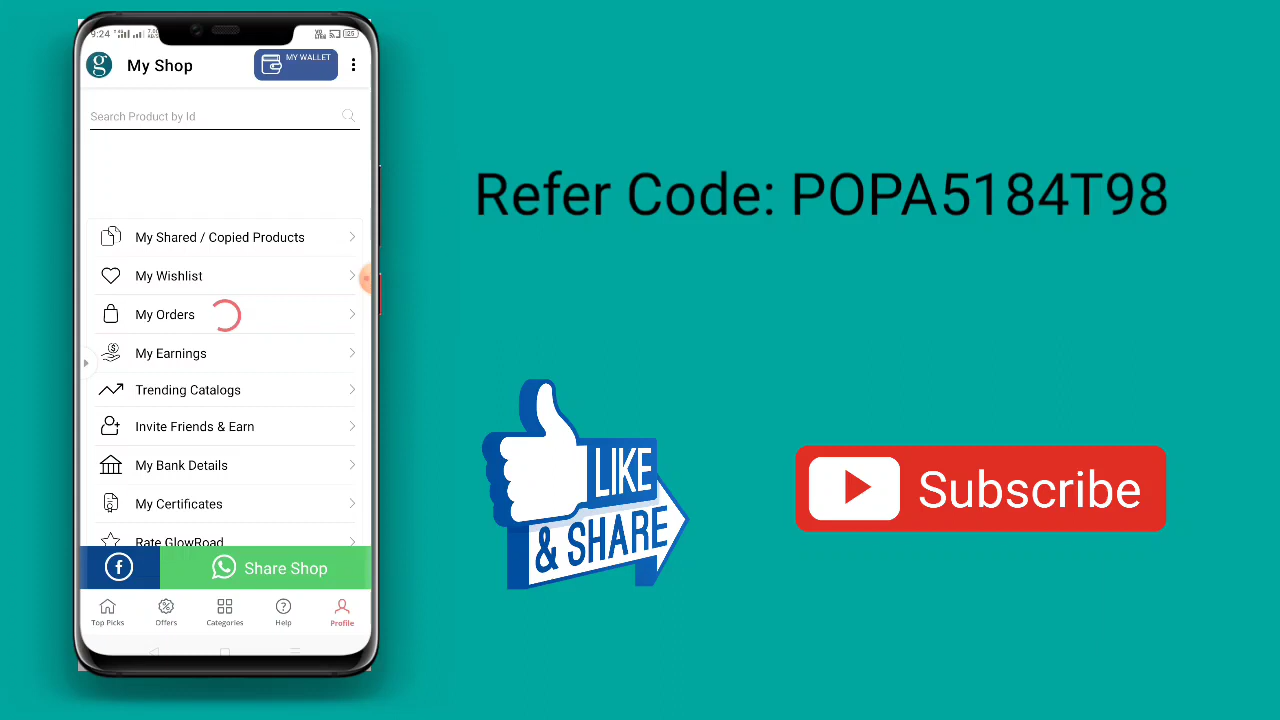 9:24
g
My Shop
MY WALLET
Search Product by Id
My Shared / Copied Products
My Wishlist
My Orders
My Earnings
Trending Catalogs
Invite Friends & Earn
My Bank Details
My Certificates
Rate GlowRoad
f
Share Shop
Top Picks
Offers
Categories
Help
Profile
Refer Code: POPA5184T98
LIKE
& SHARE
Subscribe